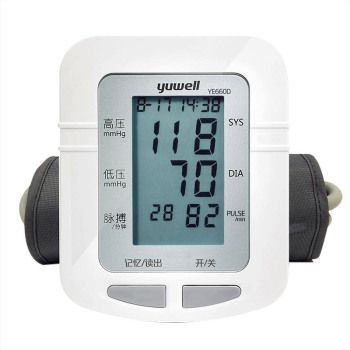 yuwell
YE660D
8-17 14:38
高压 118 SYS
mmHg
低压 70 DIA
mmHg
脉搏 28 82 PULSE
/分钟 /min
记忆/读出 开/关